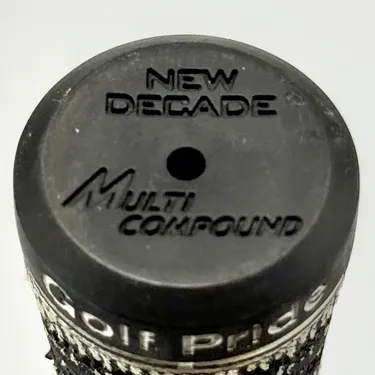 NEW
DECADE
MULTI
COMPOUND
Golf Pride